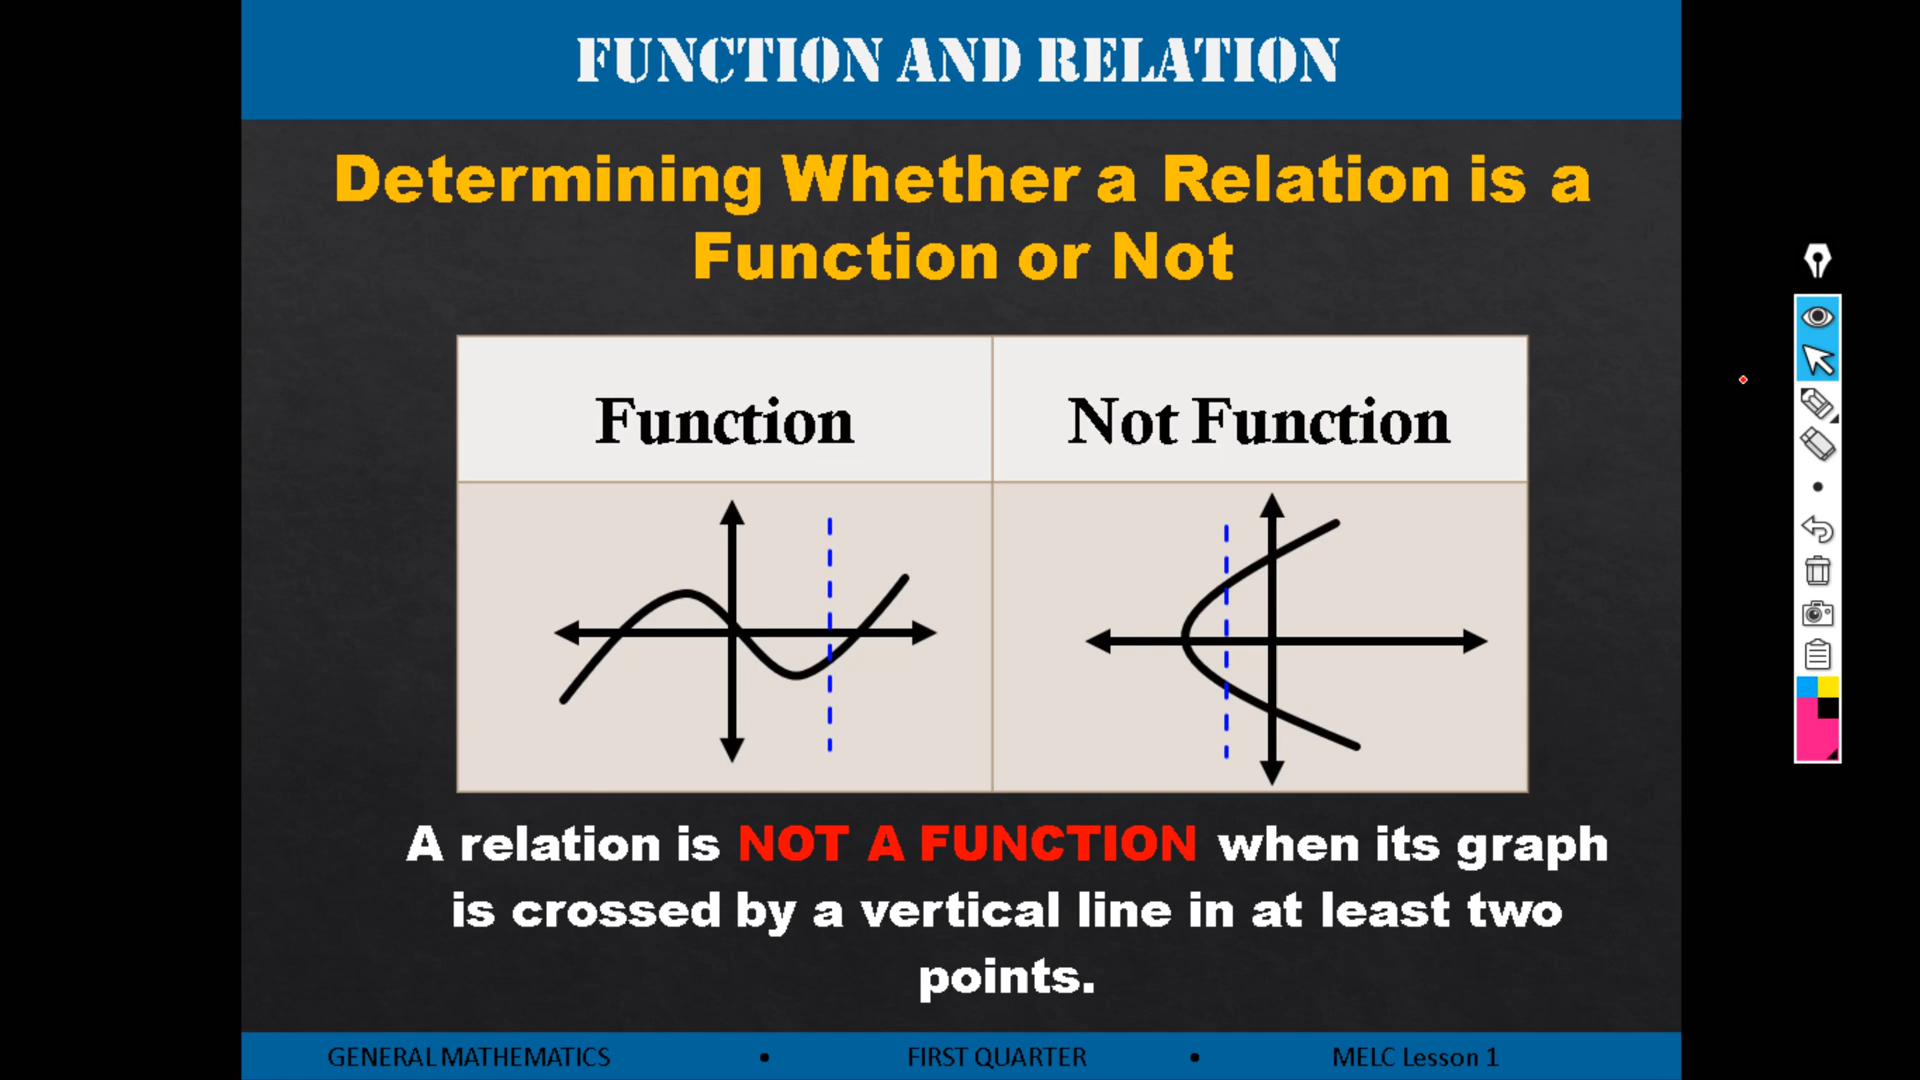 FUNCTION AND RELATION
Determining Whether a Relation is a
Function or Not
Function
Not Function
A relation is NOT A FUNCTION when its graph
is crossed by a vertical line in at least two
points.
GENERAL MATHEMATICS • FIRST QUARTER • MELC Lesson 1